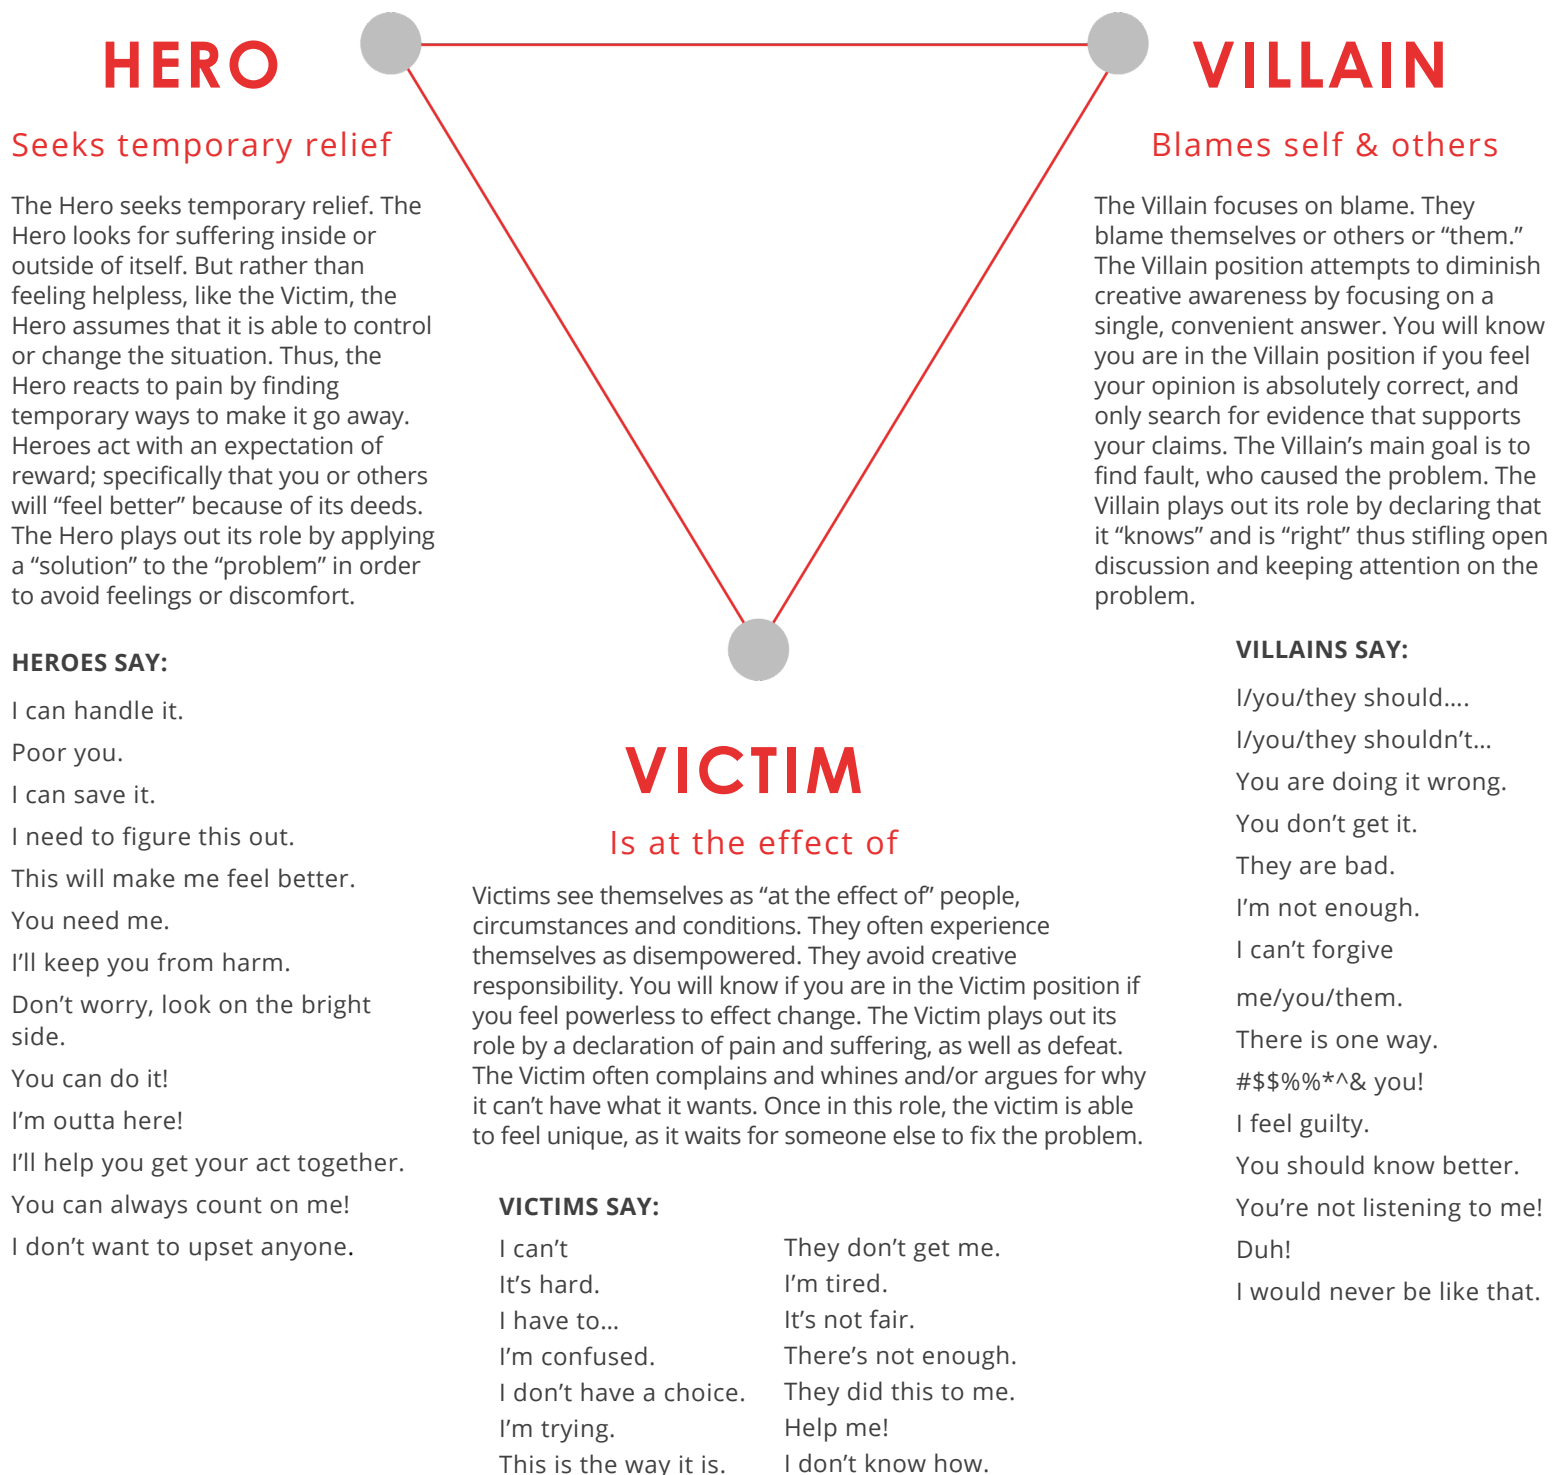 HERO
Seeks temporary relief
The Hero seeks temporary relief. The
Hero looks for suffering inside or
outside of itself. But rather than
feeling helpless, like the Victim, the
Hero assumes that it is able to control
or change the situation. Thus, the
Hero reacts to pain by finding
temporary ways to make it go away.
Heroes act with an expectation of
reward; specifically that you or others
will “feel better” because of its deeds.
The Hero plays out its role by applying
a “solution” to the “problem” in order
to avoid feelings or discomfort.
HEROES SAY:
I can handle it.
Poor you.
I can save it.
I need to figure this out.
This will make me feel better.
You need me.
I’ll keep you from harm.
Don’t worry, look on the bright
side.
You can do it!
I’m outta here!
I’ll help you get your act together.
You can always count on me!
I don’t want to upset anyone.
VILLAIN
Blames self & others
The Villain focuses on blame. They
blame themselves or others or “them.”
The Villain position attempts to diminish
creative awareness by focusing on a
single, convenient answer. You will know
you are in the Villain position if you feel
your opinion is absolutely correct, and
only search for evidence that supports
your claims. The Villain’s main goal is to
find fault, who caused the problem. The
Villain plays out its role by declaring that
it “knows” and is “right” thus stifling open
discussion and keeping attention on the
problem.
VILLAINS SAY:
I/you/they should....
I/you/they shouldn’t...
You are doing it wrong.
You don’t get it.
They are bad.
I’m not enough.
I can’t forgive
me/you/them.
There is one way.
#$$%%*^& you!
I feel guilty.
You should know better.
You’re not listening to me!
Duh!
I would never be like that.
VICTIM
Is at the effect of
Victims see themselves as “at the effect of” people,
circumstances and conditions. They often experience
themselves as disempowered. They avoid creative
responsibility. You will know if you are in the Victim position if
you feel powerless to effect change. The Victim plays out its
role by a declaration of pain and suffering, as well as defeat.
The Victim often complains and whines and/or argues for why
it can’t have what it wants. Once in this role, the victim is able
to feel unique, as it waits for someone else to fix the problem.
VICTIMS SAY:
I can’t
It’s hard.
I have to...
I’m confused.
I don’t have a choice.
I’m trying.
This is the way it is.
They don’t get me.
I’m tired.
It’s not fair.
There’s not enough.
They did this to me.
Help me!
I don’t know how.